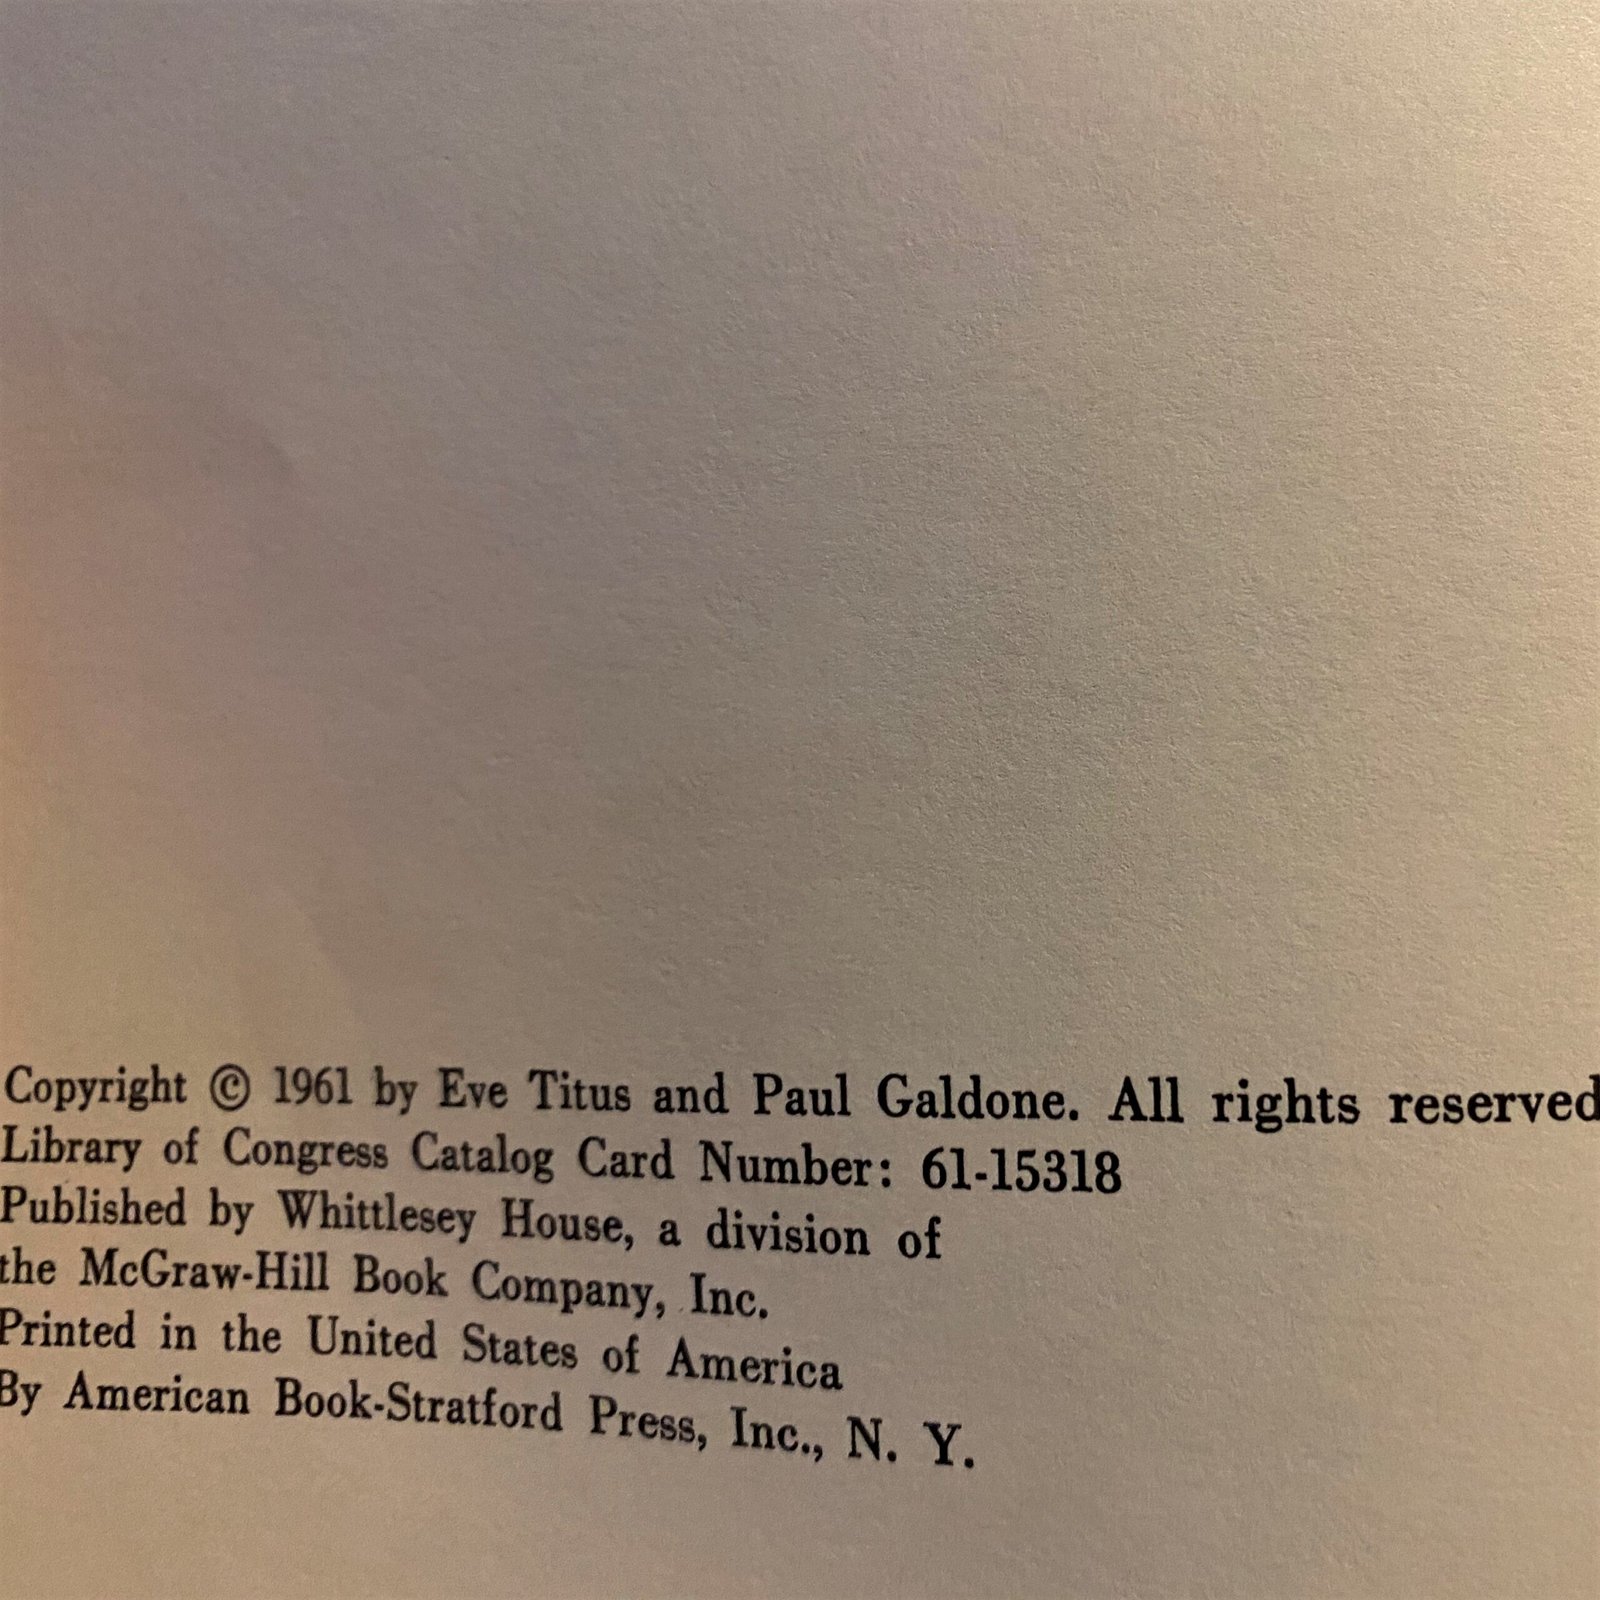 Copyright © 1961 by Eve Titus and Paul Galdone. All rights reserved
Library of Congress Catalog Card Number: 61-15318
Published by Whittlesey House, a division of
the McGraw-Hill Book Company, Inc.
Printed in the United States of America
By American Book-Stratford Press, Inc., N. Y.